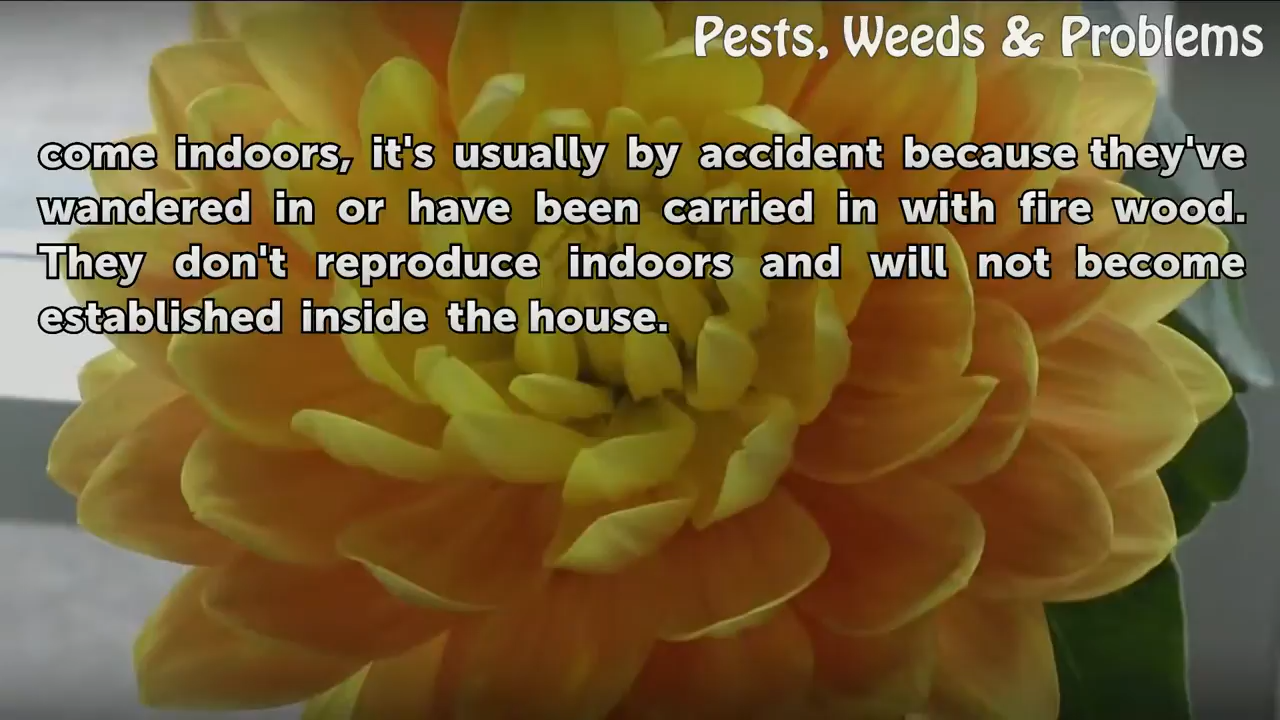 Pests, Weeds & Problems
come indoors, it's usually by accident because they've
wandered in or have been carried in with fire wood.
They don't reproduce indoors and will not become
established inside the house.